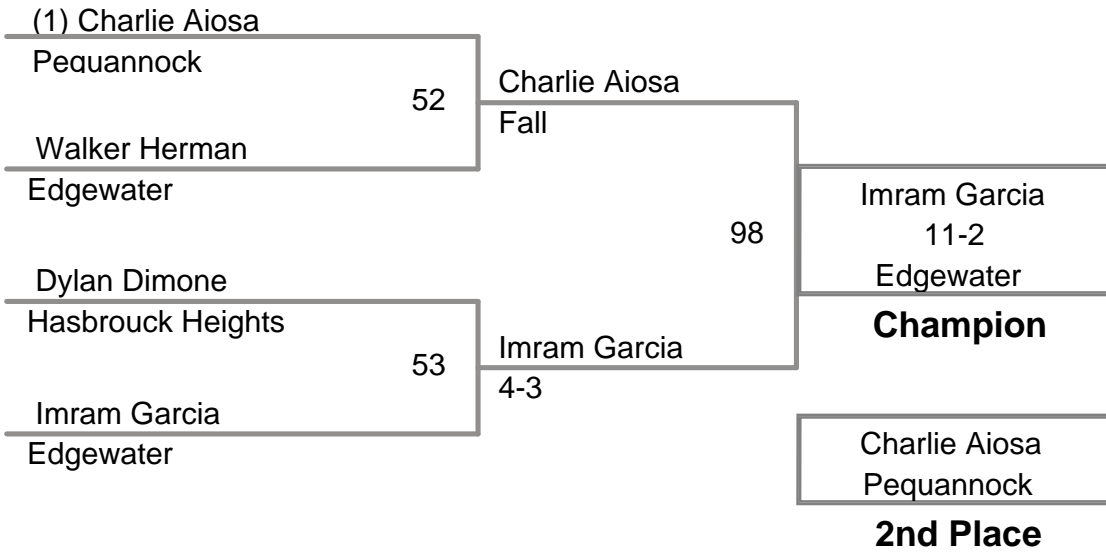 (1) Charlie Aiosa
Pequannock
52
Walker Herman
Edgewater
Dylan Dimone
Hasbrouck Heights
53
Imram Garcia
Edgewater
Charlie Aiosa
Fall
98
Imram Garcia
4-3
Imram Garcia
11-2
Edgewater
Champion
Charlie Aiosa
Pequannock
2nd Place